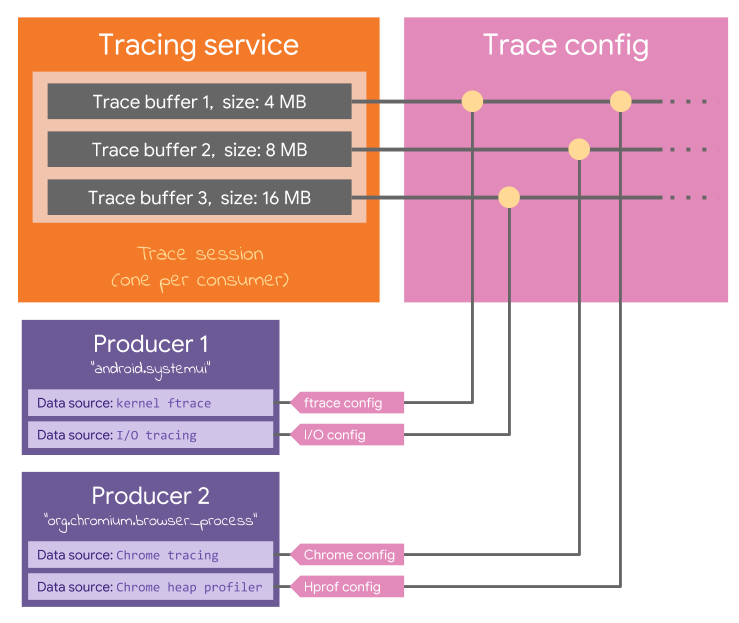 Tracing service
Trace buffer 1,  size: 4 MB
Trace buffer 2,  size: 8 MB
Trace buffer 3,  size: 16 MB
Trace session
(one per consumer)
Trace config
Producer 1
"android.systemui"
Data source: kernel ftrace
ftrace config
Data source: I/O tracing
I/O config
Producer 2
"org.chromium.browser_process"
Data source: Chrome tracing
Chrome config
Data source: Chrome heap profiler
Hprof config